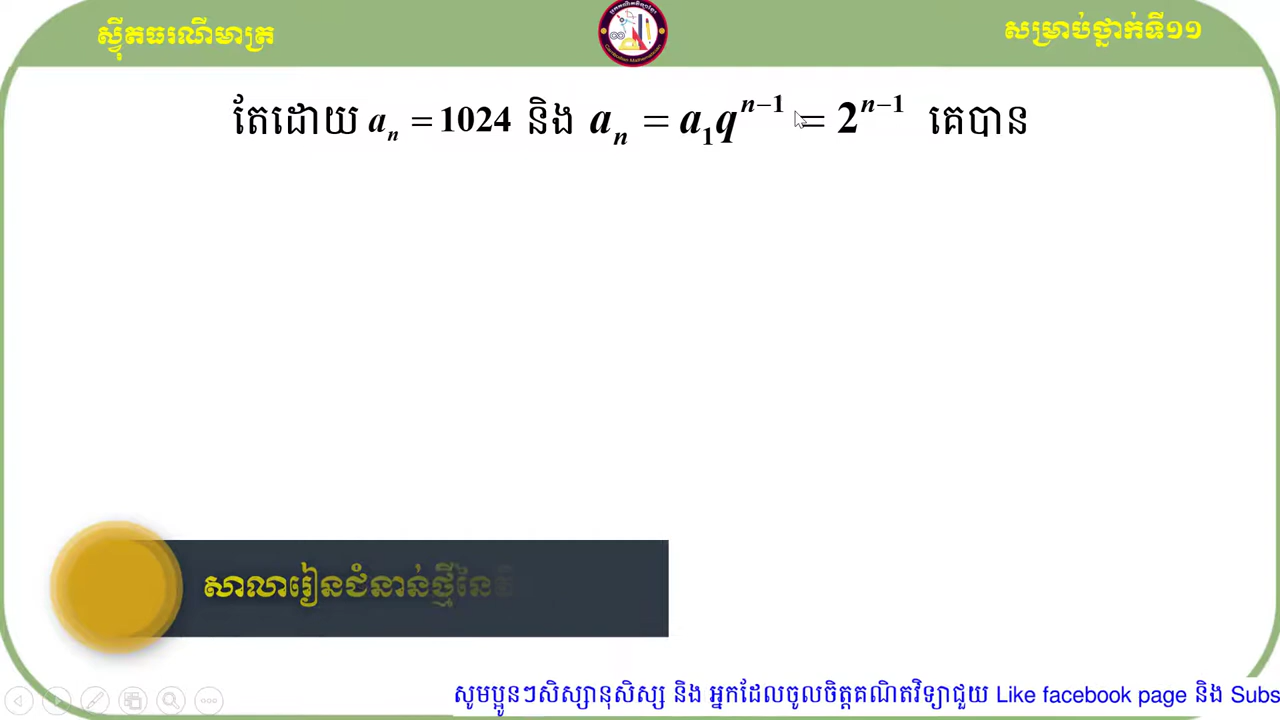 ស្វ៊ីតធរណីមាត្រ
សម្រាប់ថ្នាក់ទី១១
តែដោយ aₙ = 1024 និង aₙ = a₁qⁿ⁻¹ = 2ⁿ⁻¹ គេបាន
សាលារៀនជំនាន់ថ្មីនៃ
សូមប្អូនៗសិស្សានុសិស្ស និង អ្នកដែលចូលចិត្តគណិតវិទ្យាជួយ Like facebook page និង Subs